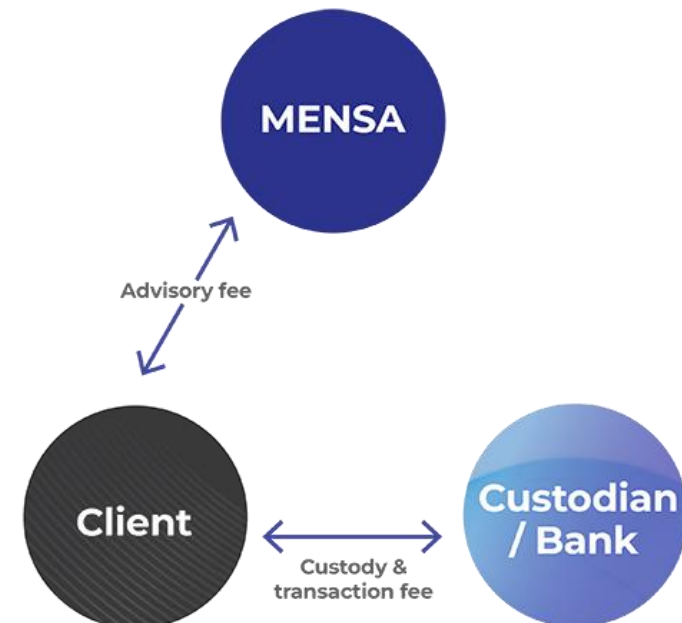 MENSA
Advisory fee
Client
Custodian
/ Bank
Custody &
transaction fee